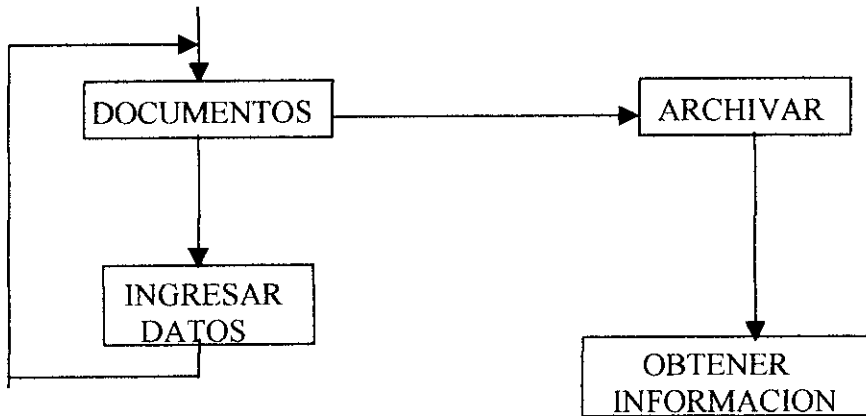 DOCUMENTOS
ARCHIVAR
INGRESAR
DATOS
OBTENER
INFORMACION